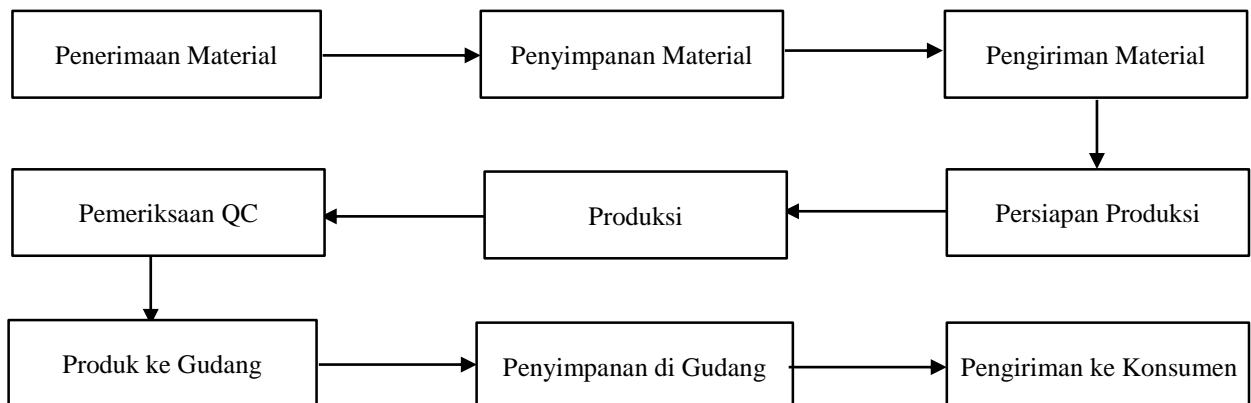 Penerimaan Material
Penyimpanan Material
Pengiriman Material
Persiapan Produksi
Produksi
Pemeriksaan QC
Produk ke Gudang
Penyimpanan di Gudang
Pengiriman ke Konsumen